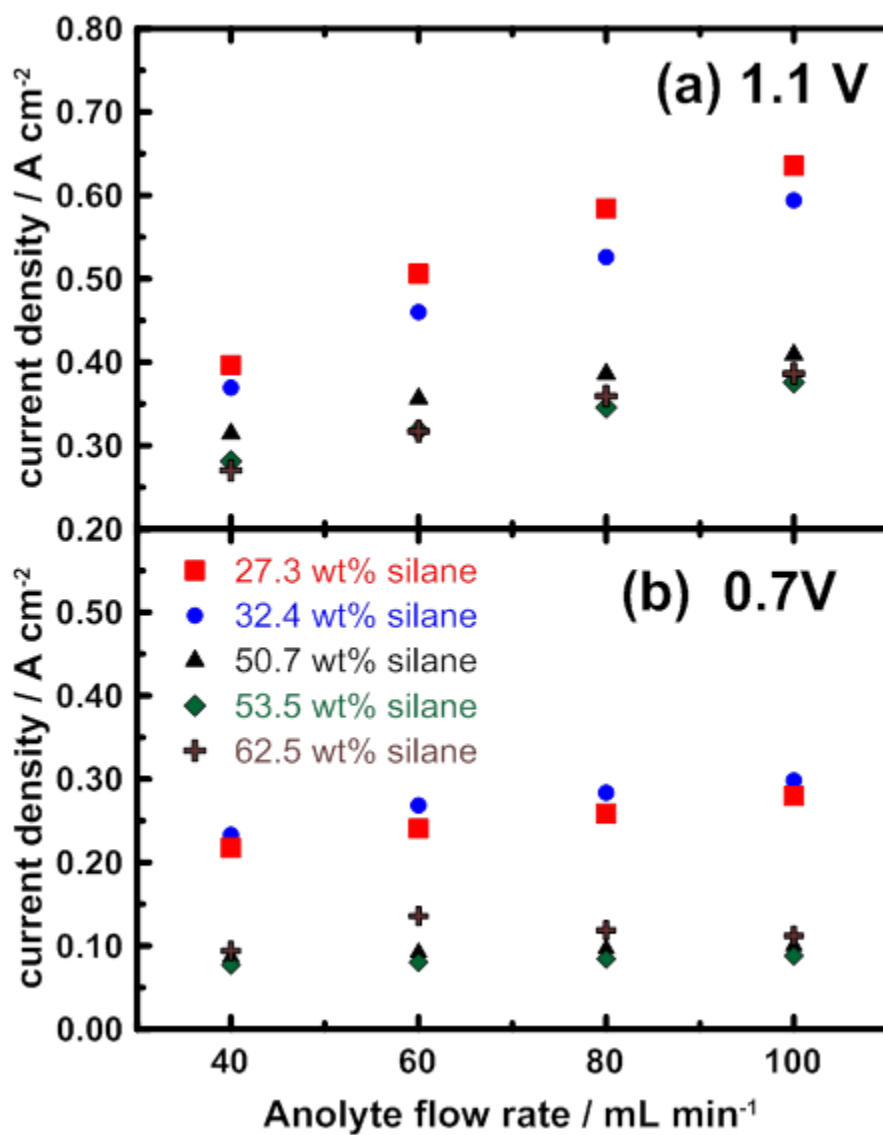 0.80
(a) 1.1 V
0.70
0.60
0.50
0.40
0.30
0.20
current density / A cm⁻²
27.3 wt% silane
(b) 0.7V
32.4 wt% silane
50.7 wt% silane
53.5 wt% silane
62.5 wt% silane
0.50
0.40
0.30
0.20
0.10
0.00
current density / A cm⁻²
40 60 80 100
Anolyte flow rate / mL min⁻¹